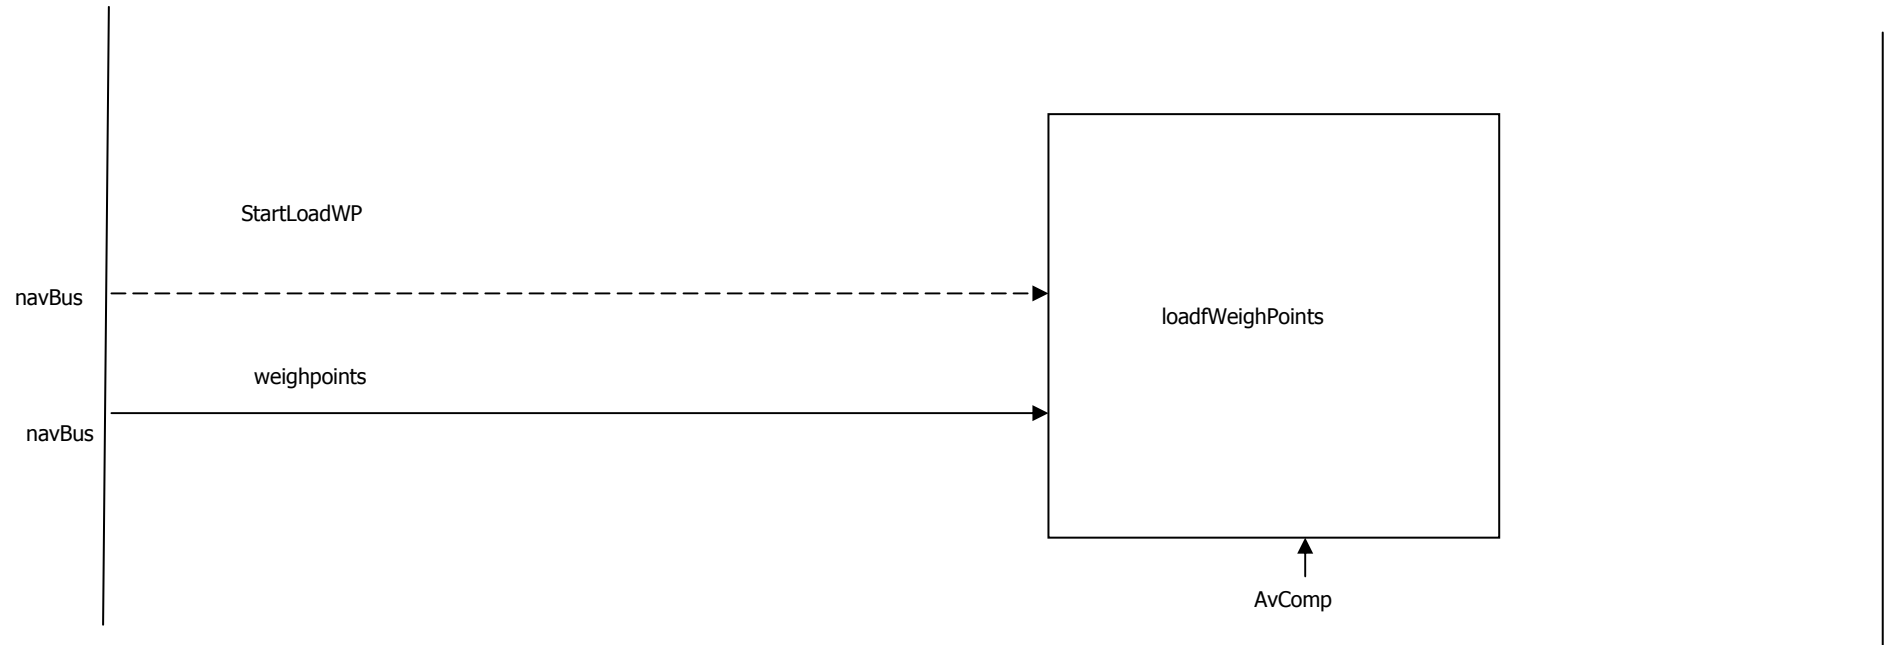 StartLoadWP
navBus
loadfWeighPoints
weighpoints
navBus
AvComp